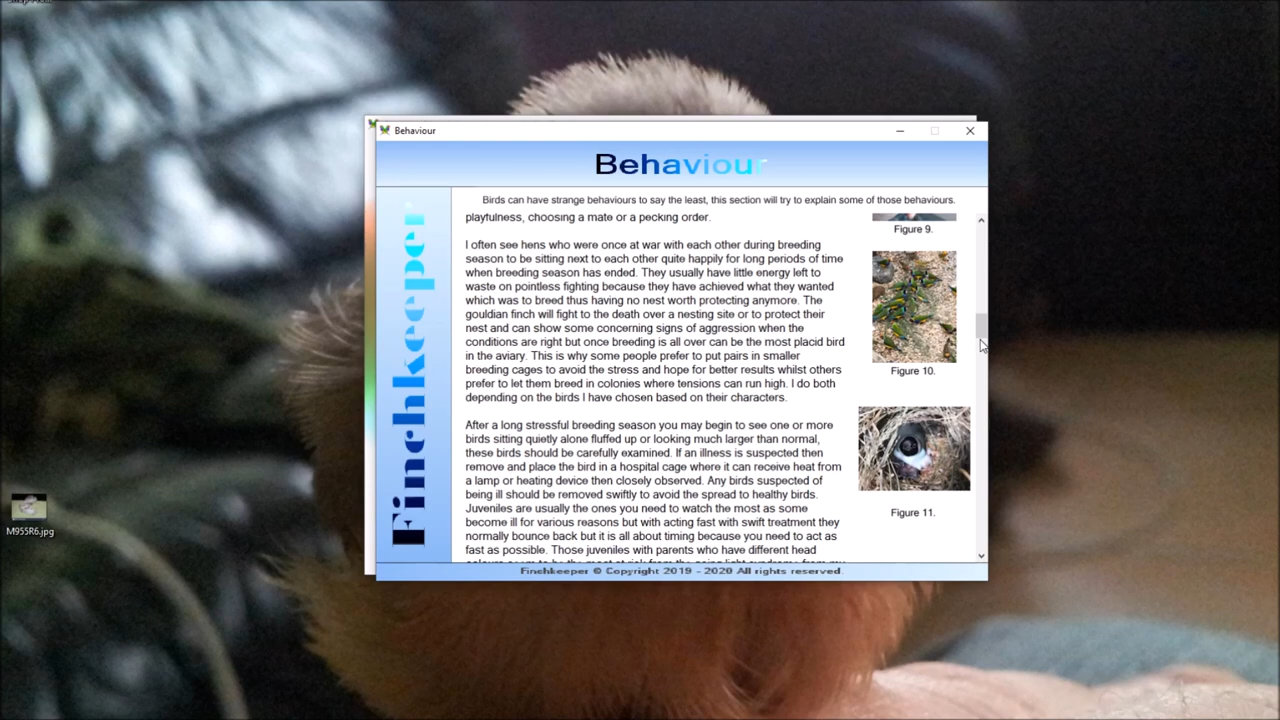 Behaviour
Behaviour
Birds can have strange behaviours to say the least, this section will try to explain some of those behaviours.
playfulness, choosing a mate or a pecking order.
I often see hens who were once at war with each other during breeding
season to be sitting next to each other quite happily for long periods of time
when breeding season has ended. They usually have little energy left to
waste on pointless fighting because they have achieved what they wanted
which was to breed thus having no nest worth protecting anymore. The
gouldian finch will fight to the death over a nesting site or to protect their
nest and can show some concerning signs of aggression when the
conditions are right but once breeding is all over can be the most placid bird
in the aviary. This is why some people prefer to put pairs in smaller
breeding cages to avoid the stress and hope for better results whilst others
prefer to let them breed in colonies where tensions can run high. I do both
depending on the birds I have chosen based on their characters.
After a long stressful breeding season you may begin to see one or more
birds sitting quietly alone fluffed up or looking much larger than normal,
these birds should be carefully examined. If an illness is suspected then
remove and place the bird in a hospital cage where it can receive heat from
a lamp or heating device then closely observed. Any birds suspected of
being ill should be removed swiftly to avoid the spread to healthy birds.
Juveniles are usually the ones you need to watch the most as some
become ill for various reasons but with acting fast with swift treatment they
normally bounce back but it is all about timing because you need to act as
fast as possible. Those juveniles with parents who have different head
Figure 9.
Figure 10.
Figure 11.
Finchkeeper
Finchkeeper © Copyright 2019 - 2020 All rights reserved.
M955R6.jpg